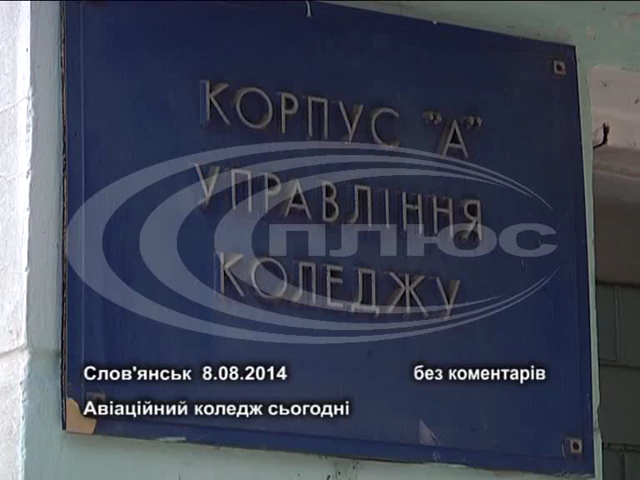 КОРПУС "А"
УПРАВЛІННЯ
С ПЛЮС
КОЛЕДЖУ
Слов'янськ 8.08.2014
без коментарів
Авіаційний коледж сьогодні